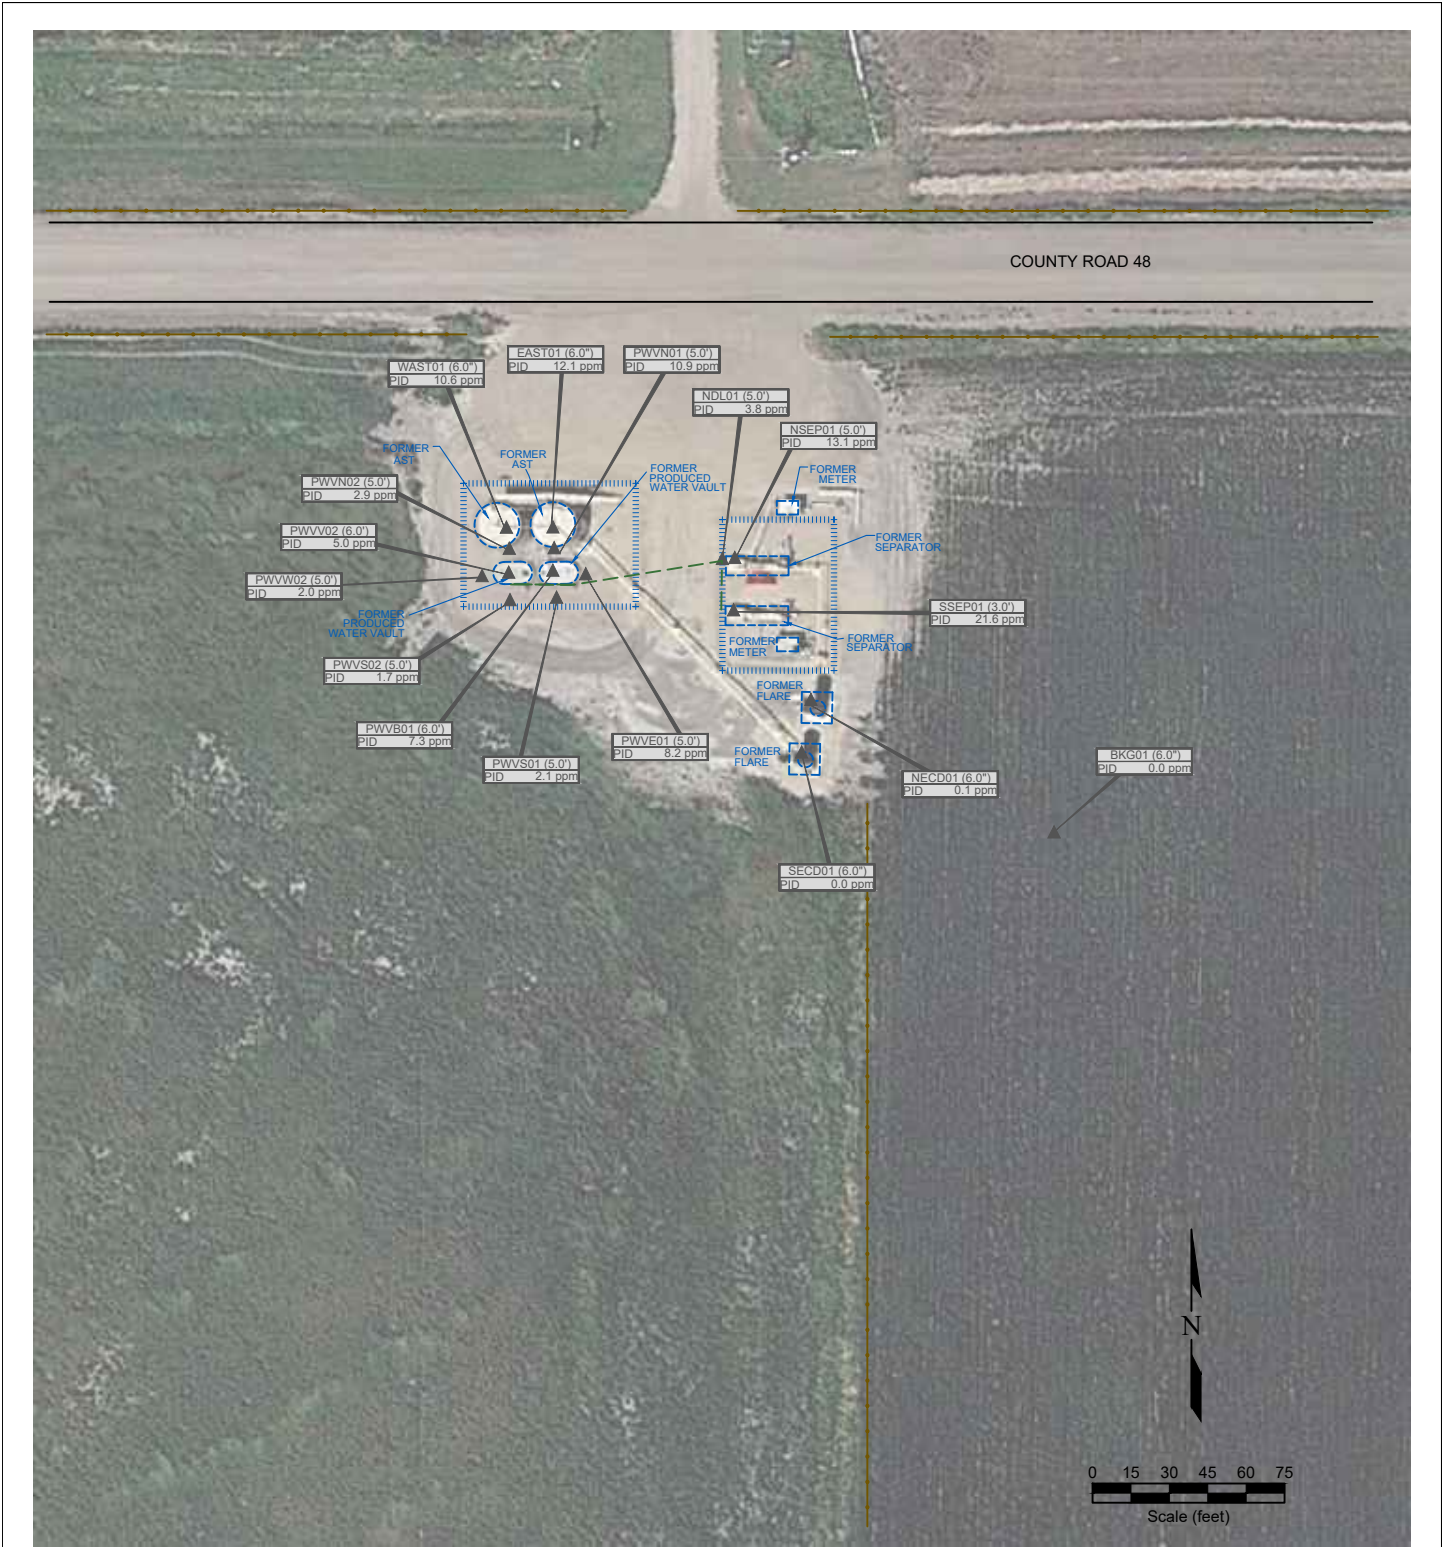 COUNTY ROAD 48
EAST01 (6.0")
PID 12.1 ppm
PWVN01 (5.0')
PID 10.9 ppm
WAST01 (6.0")
PID 10.6 ppm
NDL01 (5.0')
PID 3.8 ppm
NSEP01 (5.0')
PID 13.1 ppm
FORMER
AST
FORMER
AST
FORMER
PRODUCED
WATER VAULT
FORMER
METER
PWVN02 (5.0')
PID 2.9 ppm
PWVV02 (6.0')
PID 5.0 ppm
FORMER
SEPARATOR
PWVW02 (5.0')
PID 2.0 ppm
FORMER
PRODUCED
WATER VAULT
SSEP01 (3.0')
PID 21.6 ppm
FORMER
METER
FORMER
SEPARATOR
PWVS02 (5.0')
PID 1.7 ppm
FORMER
FLARE
PWVB01 (6.0')
PID 7.3 ppm
PWVE01 (5.0')
PID 8.2 ppm
FORMER
FLARE
PWVS01 (5.0')
PID 2.1 ppm
BKG01 (6.0")
PID 0.0 ppm
NECD01 (6.0")
PID 0.1 ppm
SECD01 (6.0")
PID 0.0 ppm
N
0 15 30 45 60 75
Scale (feet)